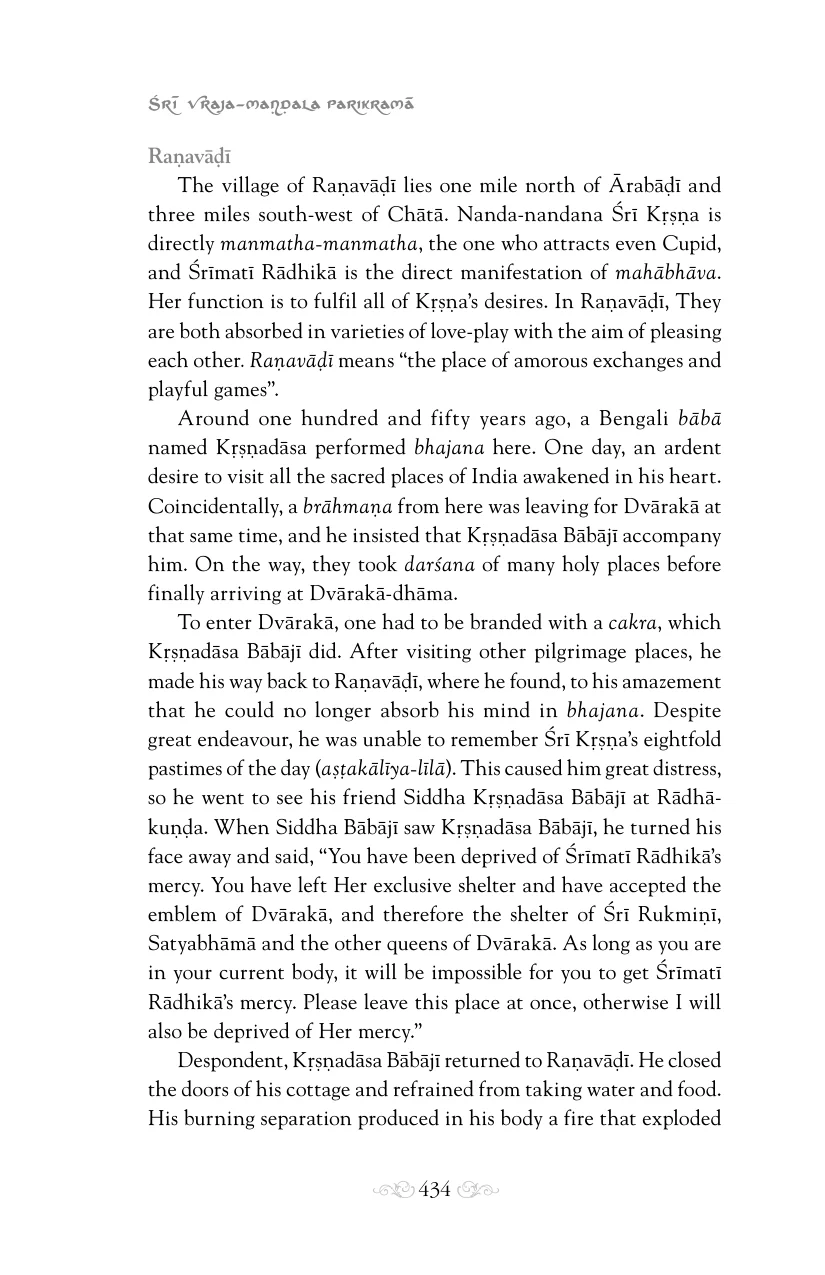 Śrī Vraja-maṇḍala Parikramā
Raṇavāḍī
The village of Raṇavāḍī lies one mile north of Ārabāḍī and
three miles south-west of Chātā. Nanda-nandana Śrī Kṛṣṇa is
directly manmatha-manmatha, the one who attracts even Cupid,
and Śrīmatī Rādhikā is the direct manifestation of mahābhāva.
Her function is to fulfil all of Kṛṣṇa’s desires. In Raṇavāḍī, They
are both absorbed in varieties of love-play with the aim of pleasing
each other. Raṇavāḍī means “the place of amorous exchanges and
playful games”.
Around one hundred and fifty years ago, a Bengali bābā
named Kṛṣṇadāsa performed bhajana here. One day, an ardent
desire to visit all the sacred places of India awakened in his heart.
Coincidentally, a brāhmaṇa from here was leaving for Dvārakā at
that same time, and he insisted that Kṛṣṇadāsa Bābājī accompany
him. On the way, they took darśana of many holy places before
finally arriving at Dvārakā-dhāma.
To enter Dvārakā, one had to be branded with a cakra, which
Kṛṣṇadāsa Bābājī did. After visiting other pilgrimage places, he
made his way back to Raṇavāḍī, where he found, to his amazement
that he could no longer absorb his mind in bhajana. Despite
great endeavour, he was unable to remember Śrī Kṛṣṇa’s eightfold
pastimes of the day (aṣṭakālīya-līlā). This caused him great distress,
so he went to see his friend Siddha Kṛṣṇadāsa Bābājī at Rādhā-
kuṇḍa. When Siddha Bābājī saw Kṛṣṇadāsa Bābājī, he turned his
face away and said, “You have been deprived of Śrīmatī Rādhikā’s
mercy. You have left Her exclusive shelter and have accepted the
emblem of Dvārakā, and therefore the shelter of Śrī Rukmiṇī,
Satyabhāmā and the other queens of Dvārakā. As long as you are
in your current body, it will be impossible for you to get Śrīmatī
Rādhikā’s mercy. Please leave this place at once, otherwise I will
also be deprived of Her mercy.”
Despondent, Kṛṣṇadāsa Bābājī returned to Raṇavāḍī. He closed
the doors of his cottage and refrained from taking water and food.
His burning separation produced in his body a fire that exploded
434